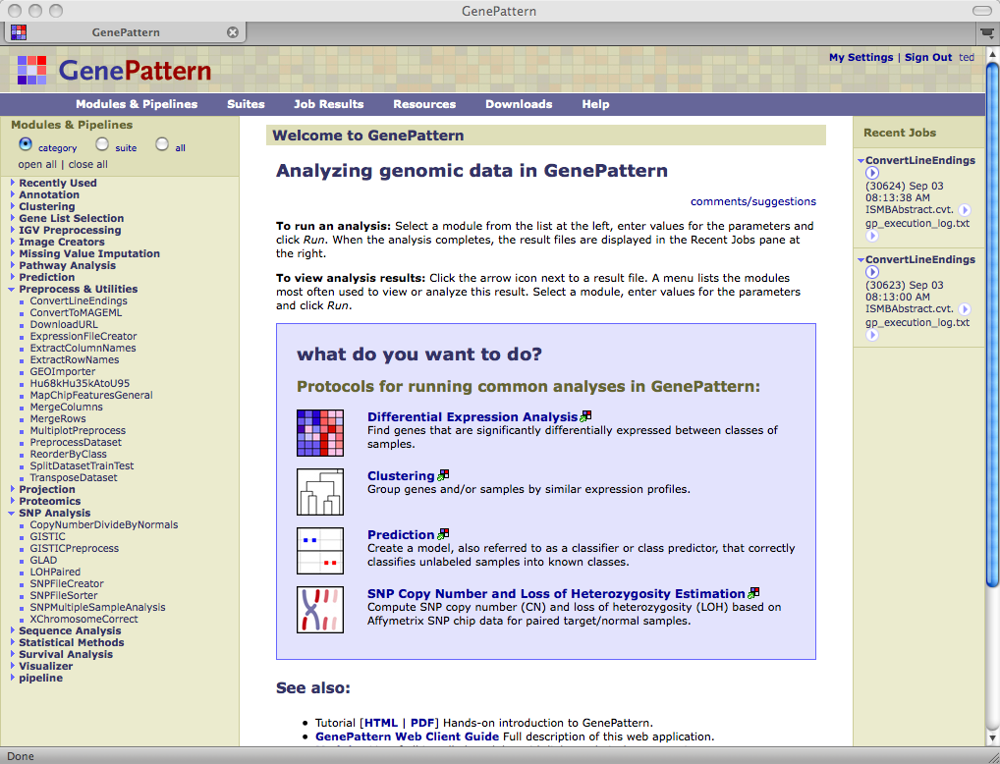 GenePattern
GenePattern
GenePattern
My Settings | Sign Out ted
Modules & Pipelines Suites Job Results Resources Downloads Help
Modules & Pipelines
category suite all
open all | close all
Recently Used
Annotation
Clustering
Gene List Selection
IGV Preprocessing
Image Creators
Missing Value Imputation
Pathway Analysis
Prediction
Preprocess & Utilities
ConvertLineEndings
ConvertToMAGEML
DownloadURL
ExpressionFileCreator
ExtractColumnNames
ExtractRowNames
GEOImporter
Hu68kHu35kAtoU95
MapChipFeaturesGeneral
MergeColumns
MergeRows
MultiplotPreprocess
PreprocessDataset
ReorderByClass
SplitDatasetTrainTest
TransposeDataset
Projection
Proteomics
SNP Analysis
CopyNumberDivideByNormals
GISTIC
GISTICPreprocess
GLAD
LOHPaired
SNPFileCreator
SNPFileSorter
SNPMultipleSampleAnalysis
XChromosomeCorrect
Sequence Analysis
Statistical Methods
Survival Analysis
Visualizer
pipeline
Welcome to GenePattern
Analyzing genomic data in GenePattern
comments/suggestions
To run an analysis: Select a module from the list at the left, enter values for the parameters and
click Run. When the analysis completes, the result files are displayed in the Recent Jobs pane at
the right.
To view analysis results: Click the arrow icon next to a result file. A menu lists the modules
most often used to view or analyze this result. Select a module, enter values for the parameters
and click Run.
what do you want to do?
Protocols for running common analyses in GenePattern:
Differential Expression Analysis
Find genes that are significantly differentially expressed between classes of
samples.
Clustering
Group genes and/or samples by similar expression profiles.
Prediction
Create a model, also referred to as a classifier or class predictor, that correctly
classifies unlabeled samples into known classes.
SNP Copy Number and Loss of Heterozygosity Estimation
Compute SNP copy number (CN) and loss of heterozygosity (LOH) based on
Affymetrix SNP chip data for paired target/normal samples.
See also:
Tutorial [HTML | PDF] Hands-on introduction to GenePattern.
GenePattern Web Client Guide Full description of this web application.
Recent Jobs
ConvertLineEndings
(30624) Sep 03
08:13:38 AM
ISMBAbstract.cvt.
gp_execution_log.txt
ConvertLineEndings
(30623) Sep 03
08:13:00 AM
ISMBAbstract.cvt.
gp_execution_log.txt
Done